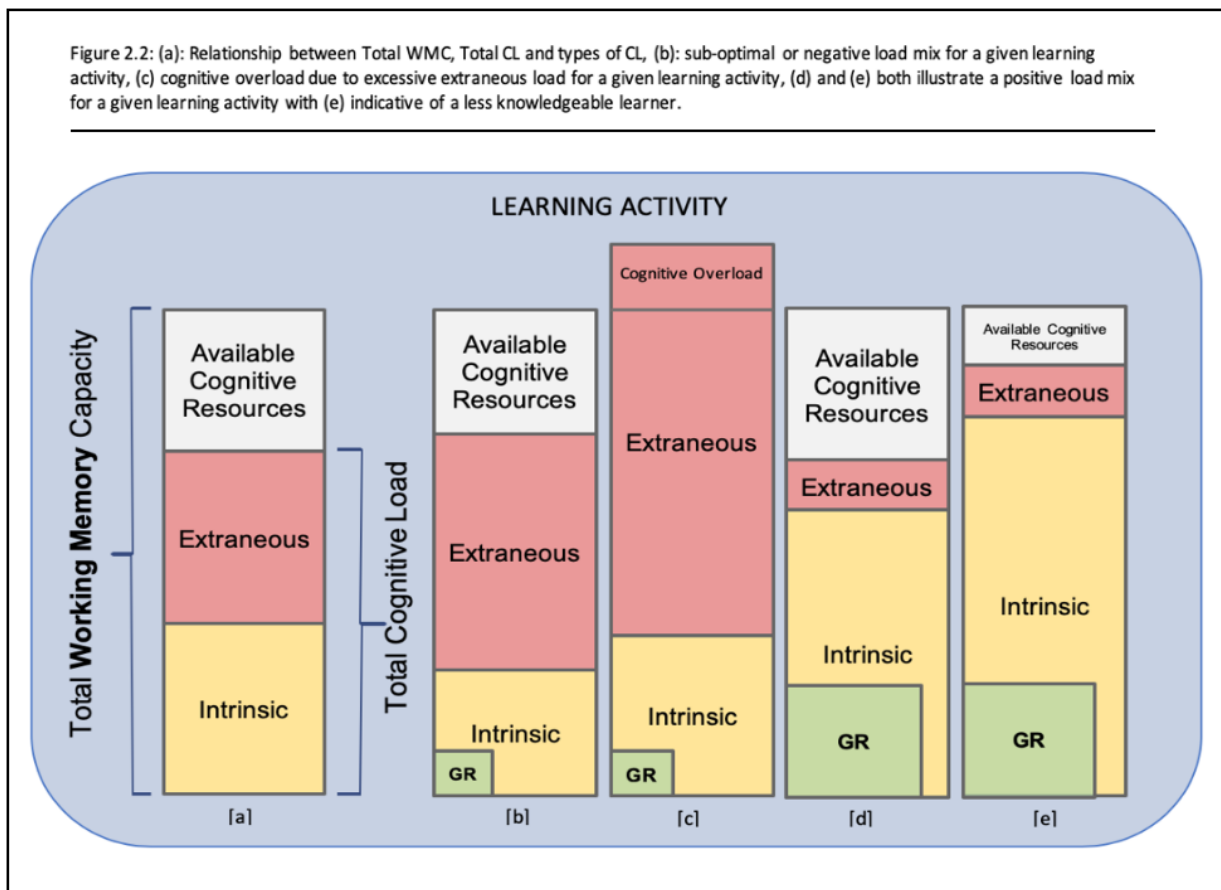 Figure 2.2: (a): Relationship between Total WMC, Total CL and types of CL, (b): sub-optimal or negative load mix for a given learning
activity, (c) cognitive overload due to excessive extraneous load for a given learning activity, (d) and (e) both illustrate a positive load mix
for a given learning activity with (e) indicative of a less knowledgeable learner.
LEARNING ACTIVITY
Total Working Memory Capacity
Available
Cognitive
Resources
Extraneous
Intrinsic
[a]
Total Cognitive Load
Available
Cognitive
Resources
Extraneous
Intrinsic
GR
[b]
Cognitive Overload
Extraneous
Intrinsic
GR
[c]
Available
Cognitive
Resources
Extraneous
Intrinsic
GR
[d]
Available Cognitive
Resources
Extraneous
Intrinsic
GR
[e]